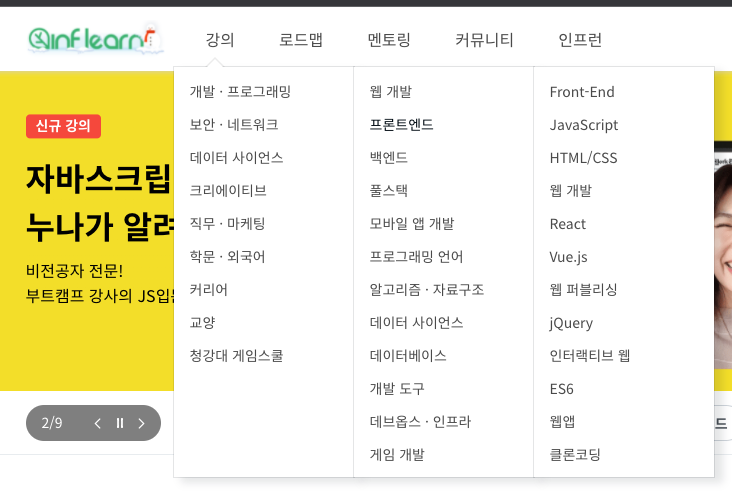 inflearn
강의
로드맵
멘토링
커뮤니티
인프런
신규 강의
자바스크립
누나가 알려
비전공자 전문!
부트캠프 강사의 JS입
2/9
개발 · 프로그래밍
보안 · 네트워크
데이터 사이언스
크리에이티브
직무 · 마케팅
학문 · 외국어
커리어
교양
청강대 게임스쿨
웹 개발
프론트엔드
백엔드
풀스택
모바일 앱 개발
프로그래밍 언어
알고리즘 · 자료구조
데이터 사이언스
데이터베이스
개발 도구
데브옵스 · 인프라
게임 개발
Front-End
JavaScript
HTML/CSS
웹 개발
React
Vue.js
웹 퍼블리싱
jQuery
인터랙티브 웹
ES6
웹앱
클론코딩
드